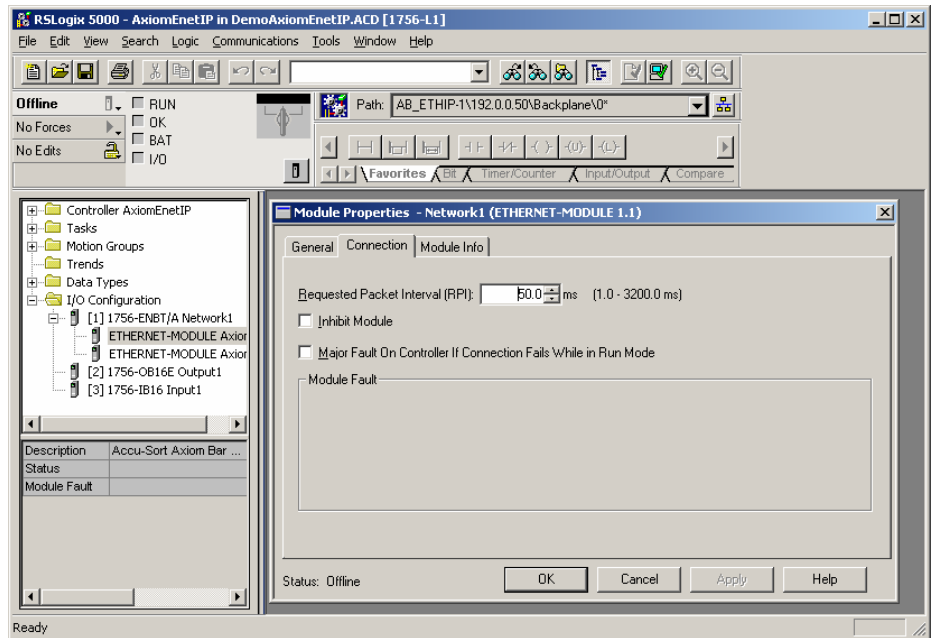 RSLogix 5000 - AxiomEnetIP in DemoAxiomEnetIP.ACD [1756-L1]
File Edit View Search Logic Communications Tools Window Help
Offline RUN
No Forces OK
No Edits BAT
I/O
Path: AB_ETHIP-1\192.0.0.50\Backplane\0*
Favorites Bit Timer/Counter Input/Output Compare
Controller AxiomEnetIP
Tasks
Motion Groups
Trends
Data Types
I/O Configuration
[1] 1756-ENBT/A Network1
ETHERNET-MODULE Axior
ETHERNET-MODULE Axior
[2] 1756-OB16E Output1
[3] 1756-IB16 Input1
Description Accu-Sort Axiom Bar ...
Status
Module Fault
Module Properties - Network1 (ETHERNET-MODULE 1.1)
General Connection Module Info
Requested Packet Interval (RPI): 50.0 ms (1.0 - 3200.0 ms)
Inhibit Module
Major Fault On Controller If Connection Fails While in Run Mode
Module Fault
Status: Offline OK Cancel Apply Help
Ready